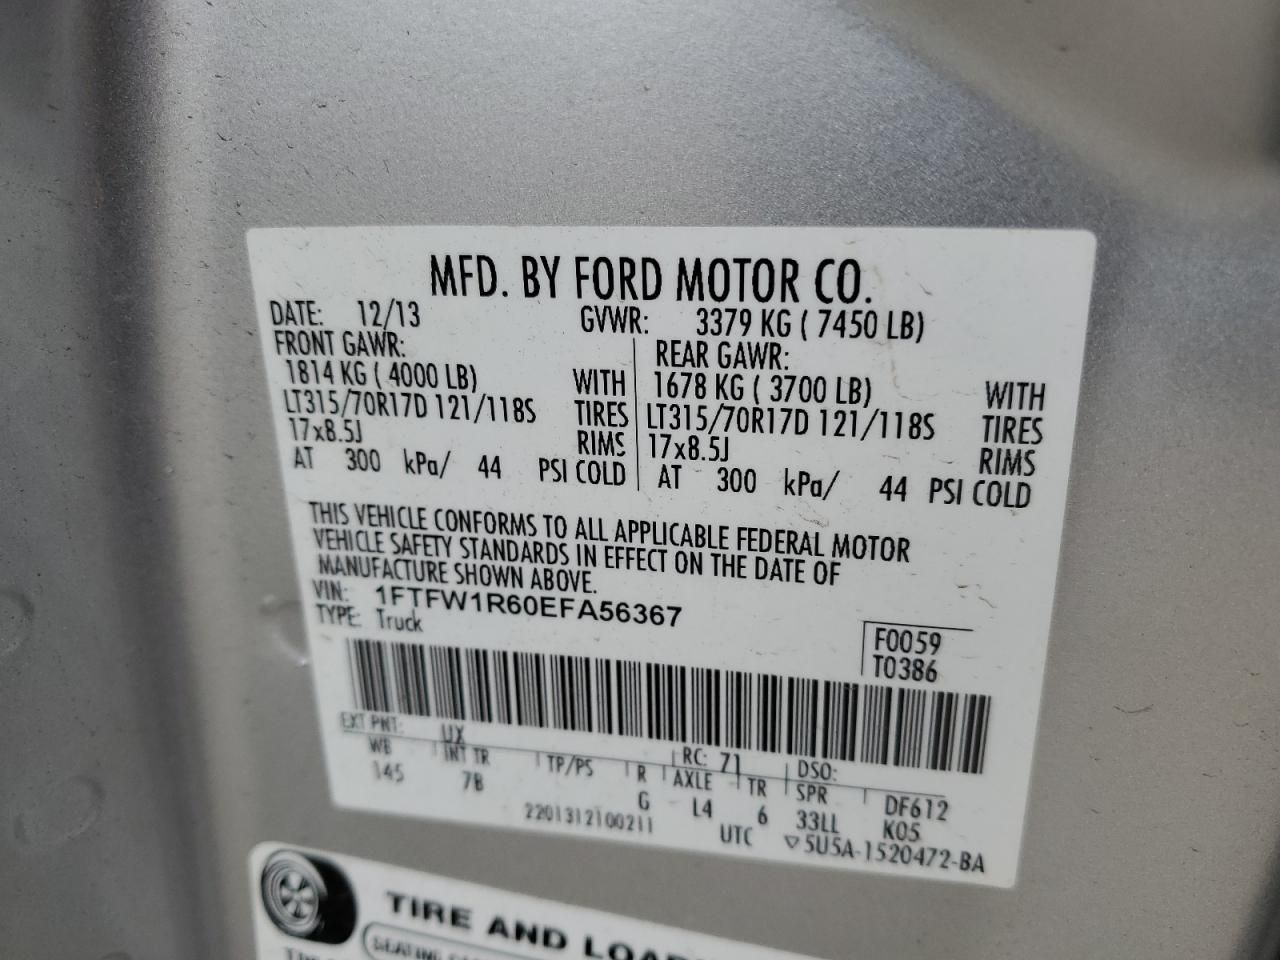 MFD. BY FORD MOTOR CO.
DATE: 12/13 GVWR: 3379 KG ( 7450 LB)
FRONT GAWR: REAR GAWR:
1814 KG ( 4000 LB) WITH 1678 KG ( 3700 LB) WITH
LT315/70R17D 121/118S TIRES LT315/70R17D 121/118S TIRES
17x8.5J RIMS 17x8.5J RIMS
AT 300 kPa/ 44 PSI COLD AT 300 kPa/ 44 PSI COLD
THIS VEHICLE CONFORMS TO ALL APPLICABLE FEDERAL MOTOR
VEHICLE SAFETY STANDARDS IN EFFECT ON THE DATE OF
MANUFACTURE SHOWN ABOVE.
VIN: 1FTFW1R60EFA56367
TYPE: Truck
F0059
T0386
EXT PNT: UX RC: 71 DSO:
WB INT TR TP/PS R AXLE TR SPR DF612
145 7B G L4 6 33LL K05
2201312100211 UTC ▽5U5A-1520472-BA
TIRE AND